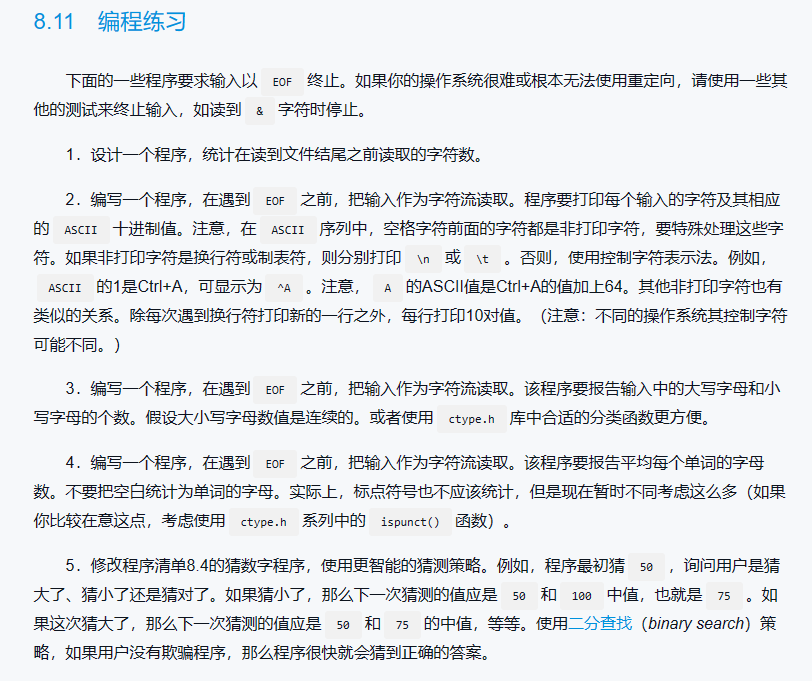 8.11 编程练习
下面的一些程序要求输入以 EOF 终止。如果你的操作系统很难或根本无法使用重定向，请使用一些其
他的测试来终止输入，如读到 & 字符时停止。
1．设计一个程序，统计在读到文件结尾之前读取的字符数。
2．编写一个程序，在遇到 EOF 之前，把输入作为字符流读取。程序要打印每个输入的字符及其相应
的 ASCII 十进制值。注意，在 ASCII 序列中，空格字符前面的字符都是非打印字符，要特殊处理这些字
符。如果非打印字符是换行符或制表符，则分别打印 \n 或 \t 。否则，使用控制字符表示法。例如，
ASCII 的1是Ctrl+A，可显示为 ^A 。注意， A 的ASCII值是Ctrl+A的值加上64。其他非打印字符也有
类似的关系。除每次遇到换行符打印新的一行之外，每行打印10对值。（注意：不同的操作系统其控制字符
可能不同。）
3．编写一个程序，在遇到 EOF 之前，把输入作为字符流读取。该程序要报告输入中的大写字母和小
写字母的个数。假设大小写字母数值是连续的。或者使用 ctype.h 库中合适的分类函数更方便。
4．编写一个程序，在遇到 EOF 之前，把输入作为字符流读取。该程序要报告平均每个单词的字母
数。不要把空白统计为单词的字母。实际上，标点符号也不应该统计，但是现在暂时不同考虑这么多（如果
你比较在意这点，考虑使用 ctype.h 系列中的 ispunct() 函数）。
5．修改程序清单8.4的猜数字程序，使用更智能的猜测策略。例如，程序最初猜 50 ，询问用户是猜
大了、猜小了还是猜对了。如果猜小了，那么下一次猜测的值应是 50 和 100 中值，也就是 75 。如
果这次猜大了，那么下一次猜测的值应是 50 和 75 的中值，等等。使用二分查找（binary search）策
略，如果用户没有欺骗程序，那么程序很快就会猜到正确的答案。